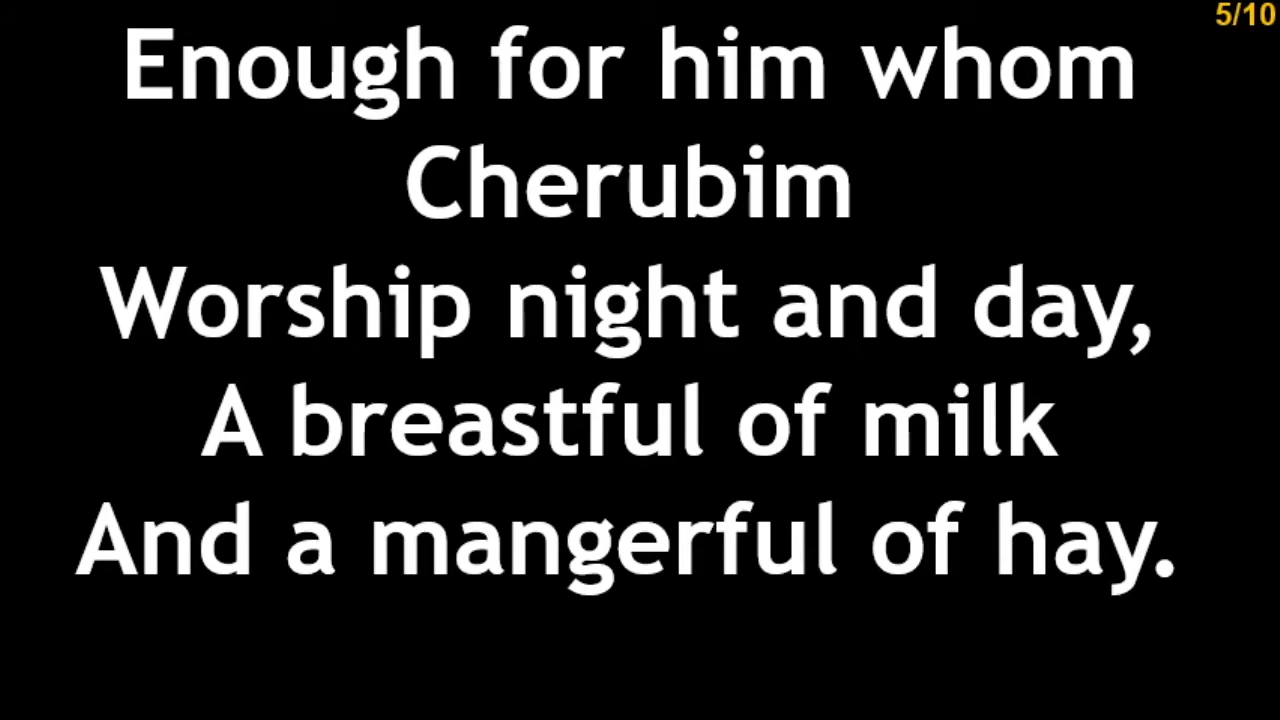 5/10
Enough for him whom
Cherubim
Worship night and day,
A breastful of milk
And a mangerful of hay.